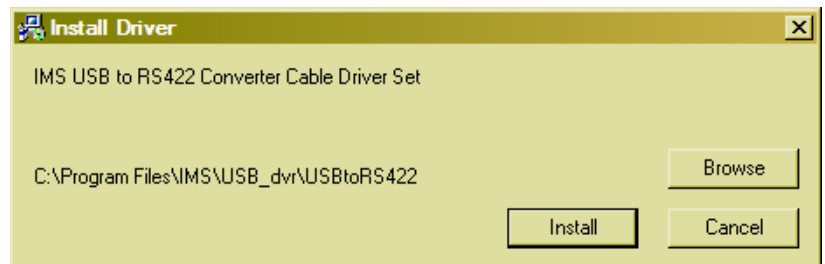 Install Driver
IMS USB to RS422 Converter Cable Driver Set
C:\Program Files\IMS\USB_dvr\USBtoRS422
Browse
Install
Cancel